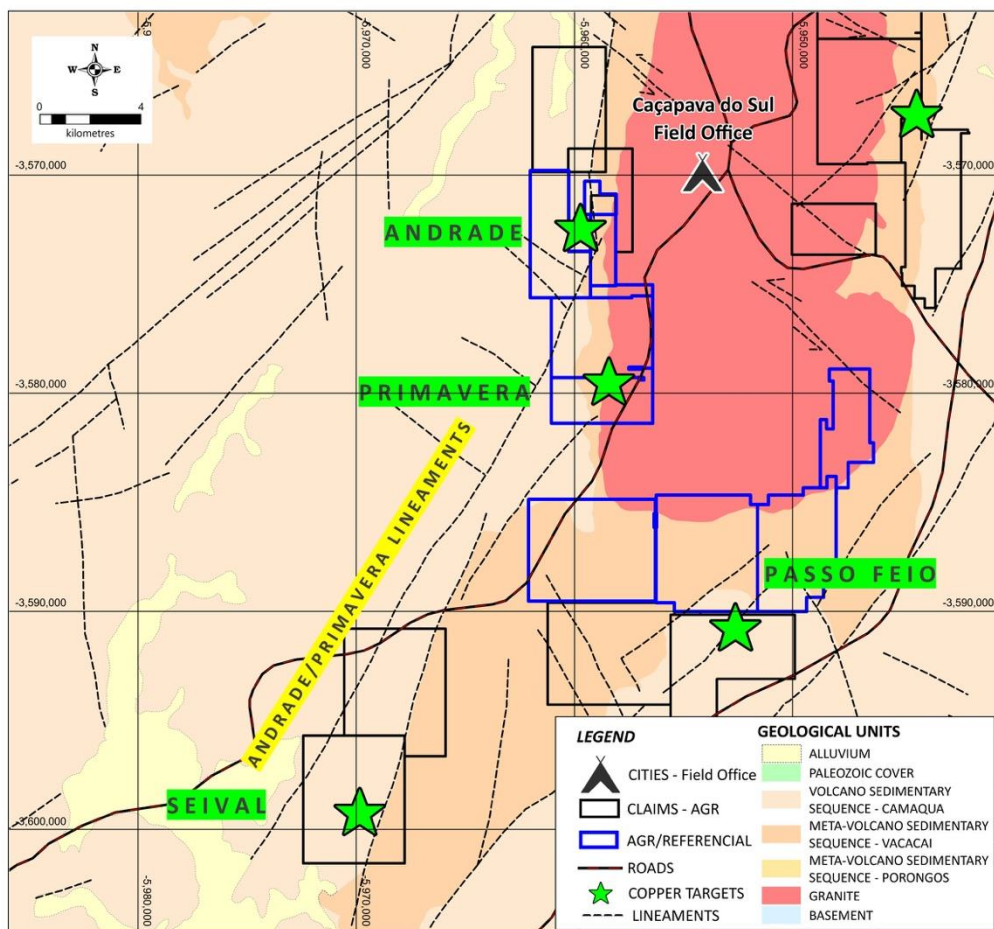 N
W E
S
0 4
kilometres
-5,970,000
-5,960,000
-5,950,000
Caçapava do Sul
Field Office
-3,570,000
-3,570,000
ANDRADE
-3,580,000
-3,580,000
PRIMAVERA
ANDRADE/PRIMAVERA LINEAMENTS
PASSO FEIO
-3,590,000
-3,590,000
SEIVAL
-3,600,000
-5,980,000
-5,970,000
LEGEND
CITIES - Field Office
CLAIMS - AGR
AGR/REFERENCIAL
ROADS
COPPER TARGETS
LINEAMENTS
GEOLOGICAL UNITS
ALLUVIUM
PALEOZOIC COVER
VOLCANO SEDIMENTARY
SEQUENCE - CAMAQUA
META-VOLCANO SEDIMENTARY
SEQUENCE - VACACAI
META-VOLCANO SEDIMENTARY
SEQUENCE - PORONGOS
GRANITE
BASEMENT